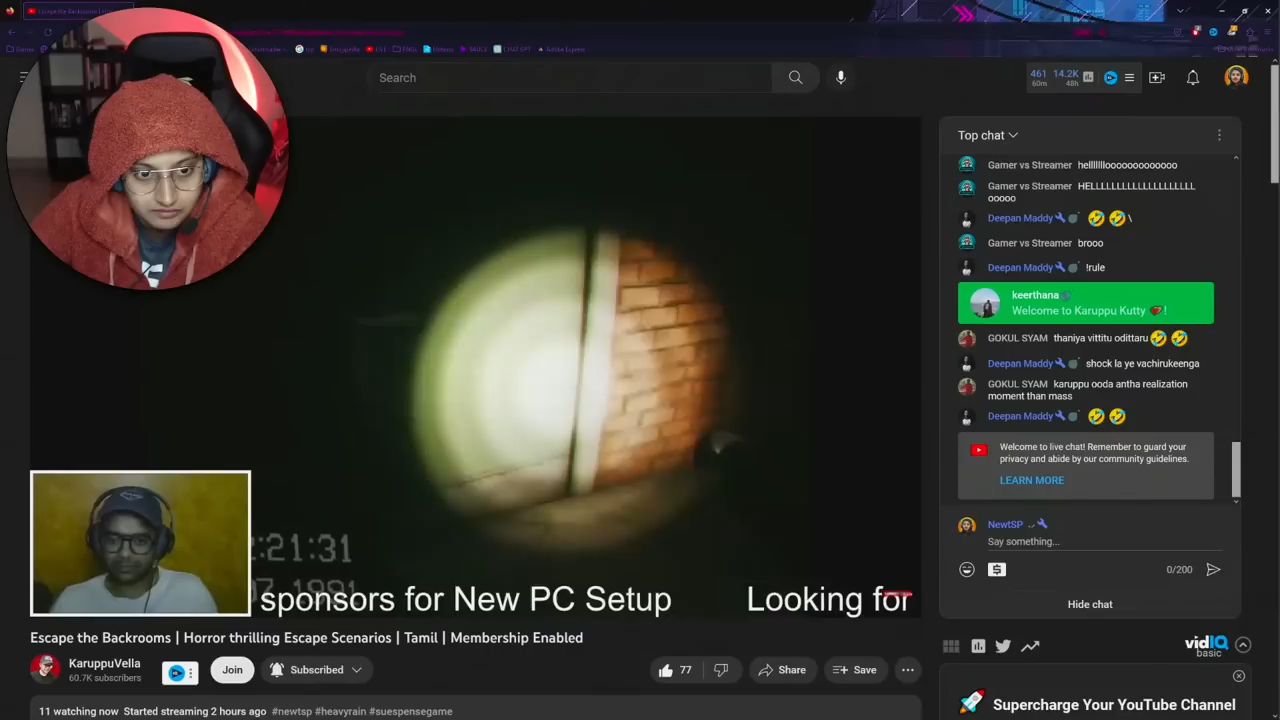 Search
461
60m
14.2K
48h
Top chat
Gamer vs Streamer helllllllooooooooooooo
Gamer vs Streamer HELLLLLLLLLLLLLLLLLLL
ooooo
Deepan Maddy 🤣 🤣 \
Gamer vs Streamer brooo
Deepan Maddy !rule
keerthana
Welcome to Karuppu Kutty !
GOKUL SYAM thaniya vittitu odittaru 🤣 🤣
Deepan Maddy shock la ye vachirukeenga
GOKUL SYAM karuppu ooda antha realization
moment than mass
Deepan Maddy 🤣 🤣
Welcome to live chat! Remember to guard your
privacy and abide by our community guidelines.
LEARN MORE
NewtSP
Say something...
0/200
Hide chat
:21:31
1991
sponsors for New PC Setup Looking for
Escape the Backrooms | Horror thrilling Escape Scenarios | Tamil | Membership Enabled
KaruppuVella
60.7K subscribers
Join
Subscribed
77
Share
Save
11 watching now Started streaming 2 hours ago #newtsp #heavyrain #suespensegame
vidIQ
basic
Supercharge Your YouTube Channel